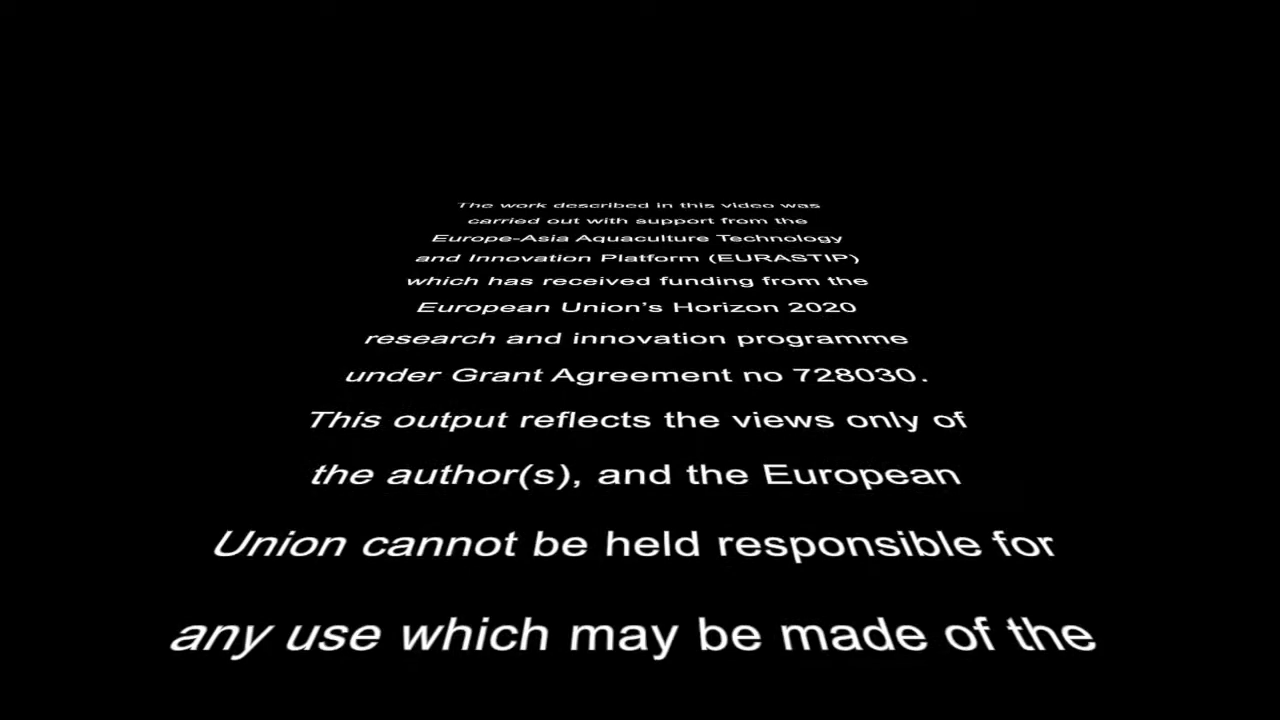 The work described in this video was
carried out with support from the
Europe-Asia Aquaculture Technology
and Innovation Platform (EURASTIP)
which has received funding from the
European Union's Horizon 2020
research and innovation programme
under Grant Agreement no 728030.
This output reflects the views only of
the author(s), and the European
Union cannot be held responsible for
any use which may be made of the